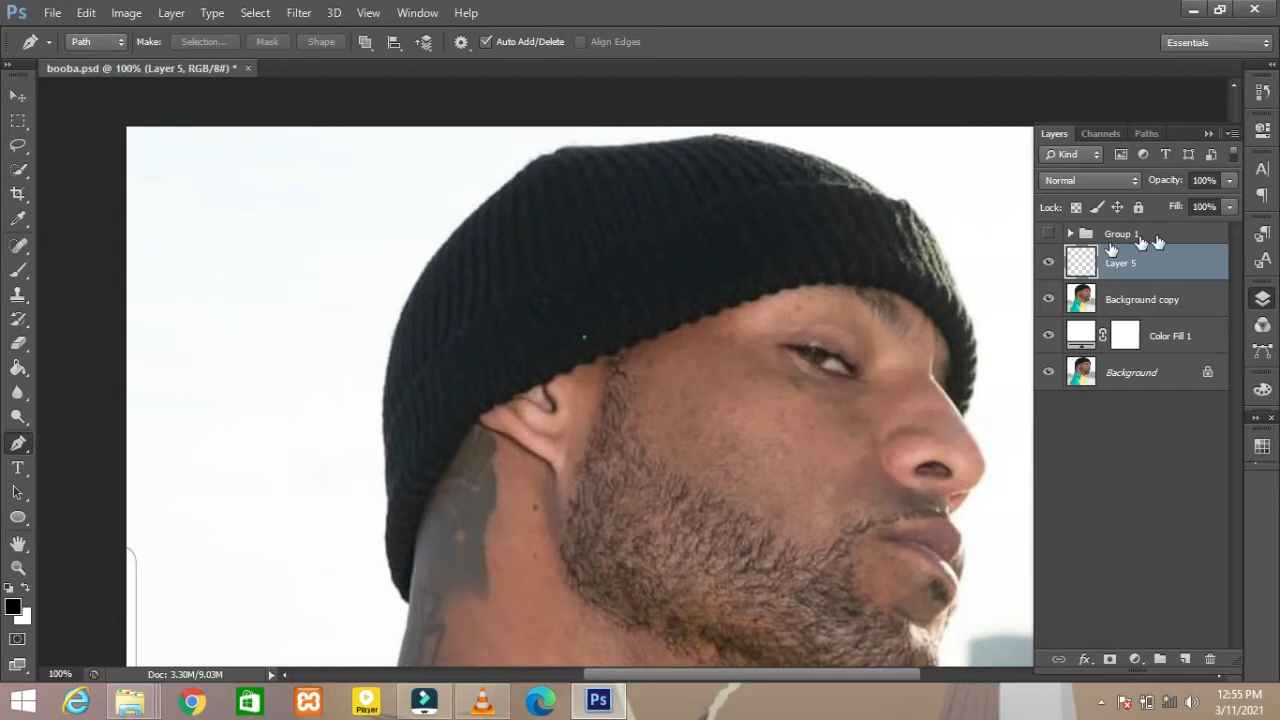 Ps File Edit Image Layer Type Select Filter 3D View Window Help
Path Make: Selection... Mask Shape Auto Add/Delete Align Edges Essentials
booba.psd @ 100% (Layer 5, RGB/8#) * ×
Layers Channels Paths
Kind
Normal Opacity: 100%
Lock: Fill: 100%
Group 1
Layer 5
Background copy
Color Fill 1
Background
100% Doc: 3.30M/9.03M
Player
Ps
12:55 PM
3/11/2021